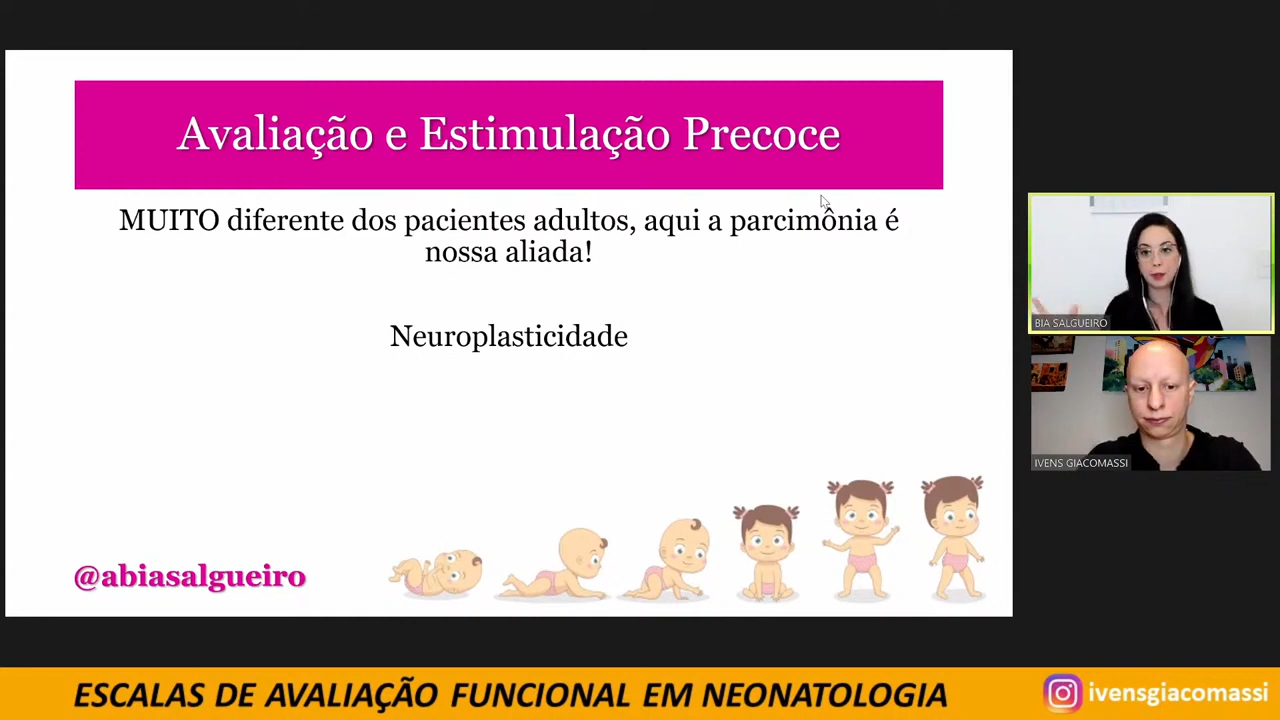 Avaliação e Estimulação Precoce
MUITO diferente dos pacientes adultos, aqui a parcimônia é
nossa aliada!
Neuroplasticidade
@abiasalgueiro
BIA SALGUEIRO
IVENS GIACOMASSI
ESCALAS DE AVALIAÇÃO FUNCIONAL EM NEONATOLOGIA
ivensgiacomassi